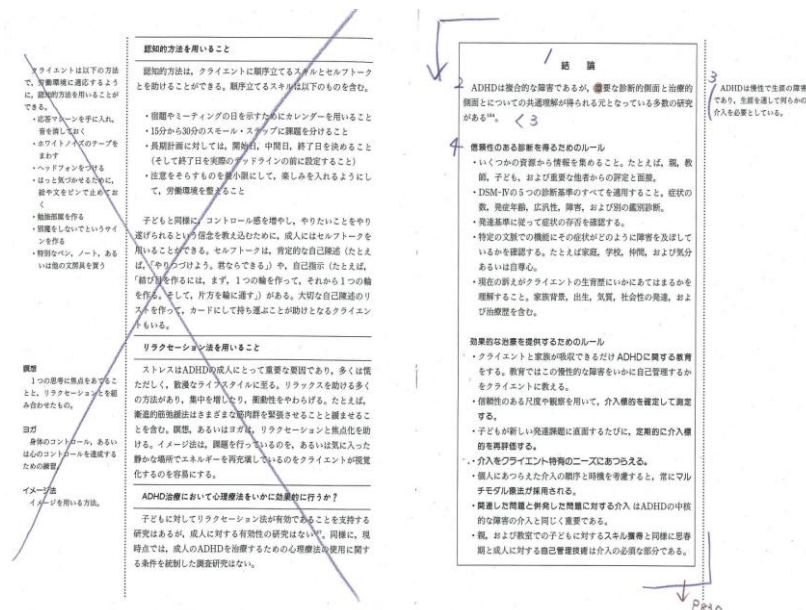 認知的方法を用いること
クライエントは以下の方法
で、労働環境に適応するよう
に、認知的方法を用いることが
できる。
・応答マシーンを手に入れ、
音を消しておく
・ホワイトノイズのテープを
まわす
・ヘッドフォンをつける
・はっと気づかせるために、
絵や文をピンで止めてお
く
・勉強部屋を作る
・邪魔をしないでというサイ
ンを作る
・特別なペン、ノート、ある
いは他の文房具を買う
認知的方法は、クライエントに順序立てるスキルとセルフトーク
とを助けることができる。順序立てるスキルは以下のものを含む。
・宿題やミーティングの日を示すためにカレンダーを用いること
・15分から30分のスモール・ステップに課題を分けること
・長期計画に対しては、開始日、中間日、終了日を決めること
(そして終了日を実際のデッドラインの前に設定すること)
・注意をそらすものを最小限にして、楽しみを入れるようにし
て、労働環境を整えること
子どもと同様に、コントロール感を増やし、やりたいことをやり
遂げられるという信念を教え込むために、成人にはセルフトークを
用いることができる。セルフトークは、肯定的な自己陳述(たとえ
ば、「やりつづけよう。君ならできる」)や、自己指示(たとえば、
「結び目を作るには、まず、1つの輪を作って、それから1つの輪
を作る。そして、片方を輪に通す」)がある。大切な自己陳述のリ
ストを作って、カードにして持ち運ぶことが助けとなるクライエン
トもいる。
リラクセーション法を用いること
瞑想
1つの思考に焦点をあてるこ
とと、リラクセーションとを組
み合わせたもの。
ヨガ
身体のコントロール、あるい
は心のコントロールを達成する
ための練習。
イメージ法
イメージを用いる方法。
ストレスはADHDの成人にとって重要な要因であり、多くは慌
ただしく、散漫なライフスタイルに至る。リラックスを助ける多く
の方法があり、集中を増したり、衝動性をやわらげる。たとえば、
漸進的筋弛緩法はさまざまな筋肉群を緊張させることと緩ませるこ
とを含む。瞑想、あるいはヨガは、リラクセーションと焦点化を助
ける。イメージ法は、課題を行っているのを、あるいは気に入った
静かな場所でエネルギーを再充填しているのをクライエントが視覚
化するのを容易にする。
ADHD治療において心理療法をいかに効果的に行うか?
子どもに対してリラクセーション法が有効であることを支持する
研究はあるが、成人に対する有効性の研究はない。同様に、現
時点では、成人のADHDを治療するための心理療法の使用に関す
る条件を統制した調査研究はない。
1
結 論
2
ADHDは複合的な障害であるが、重要な診断的側面と治療的
側面とについての共通理解が得られる元となっている多数の研究
がある。
<3
3
ADHDは慢性で生涯の障害
であり、生涯を通して何らかの
介入を必要としている。
4
信頼性のある診断を得るためのルール
・いくつかの資源から情報を集めること。たとえば、親、教
師、子ども、および重要な他者からの評定と面接。
・DSM-Ⅳの5つの診断基準のすべてを適用すること。症状の
数、発症年齢、広汎性、障害、および別の鑑別診断。
・発達基準に従って症状の存否を確認する。
・特定の文脈での機能にその症状がどのように障害を及ぼして
いるかを確認する。たとえば家庭、学校、仲間、および気分
あるいは自尊心。
・現在の訴えがクライエントの生育歴にいかにあてはまるかを
理解すること。家族背景、出生、気質、社会性の発達、およ
び治療歴を含む。
効果的な治療を提供するためのルール
・クライエントと家族が吸収できるだけADHDに関する教育
をする。教育ではこの慢性的な障害をいかに自己管理するか
をクライエントに教える。
・信頼性のある尺度や観察を用いて、介入標的を確定して測定
する。
・子どもが新しい発達課題に直面するたびに、定期的に介入標
的を再評価する。
・介入をクライエント特有のニーズにあつらえる。
・個人にあつらえた介入の順序と時機を考慮すると、常にマル
チモデル療法が採用される。
・関連した問題と併発した問題に対する介入はADHDの中核
的な障害の介入と同じく重要である。
・親、および教室での子どもに対するスキル獲得と同様に思春
期と成人に対する自己管理技術は介入の必須な部分である。